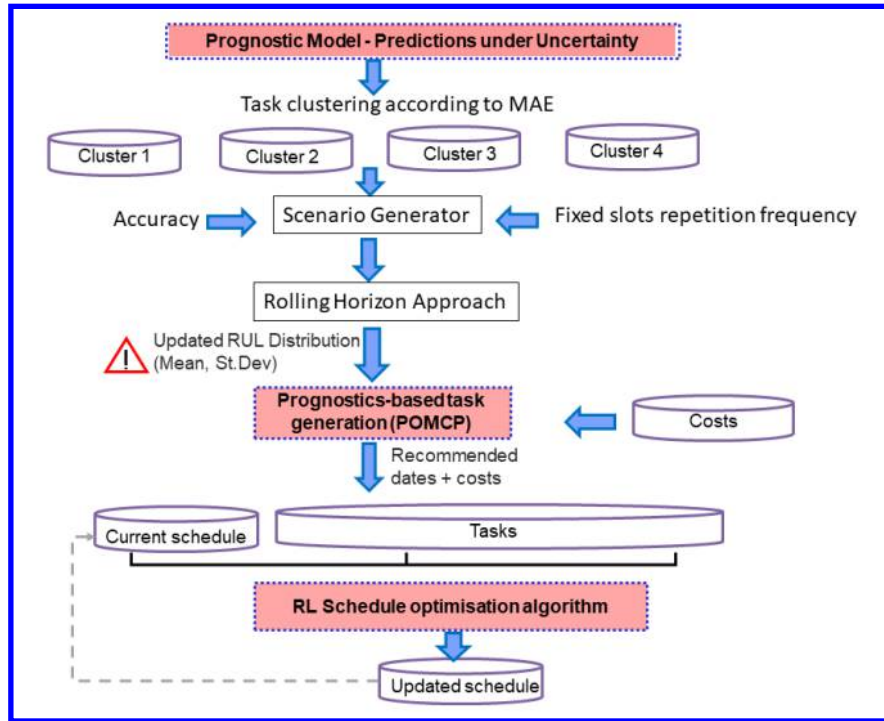 Prognostic Model - Predictions under Uncertainty
Task clustering according to MAE
Cluster 1
Cluster 2
Cluster 3
Cluster 4
Accuracy
Scenario Generator
Fixed slots repetition frequency
Rolling Horizon Approach
!
Updated RUL Distribution
(Mean, St.Dev)
Prognostics-based task
generation (POMCP)
Costs
Recommended
dates + costs
Current schedule
Tasks
RL Schedule optimisation algorithm
Updated schedule